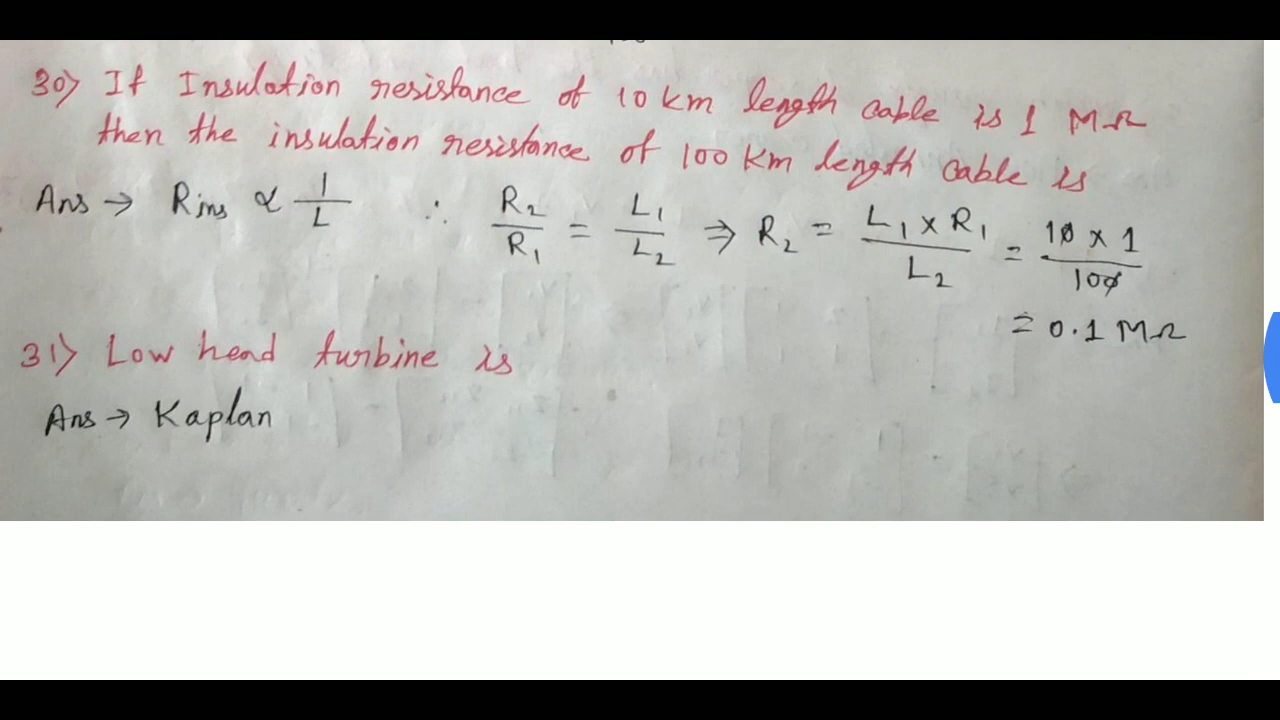 30) If Insulation resistance of 10 km length cable is 1 MΩ
then the insulation resistance of 100 km length cable is
Ans → Rins ∝ 1/L ∴ R₂/R₁ = L₁/L₂ ⇒ R₂ = L₁ × R₁/L₂ = 10 × 1/100
= 0.1 MΩ
31) Low head turbine is
Ans → Kaplan